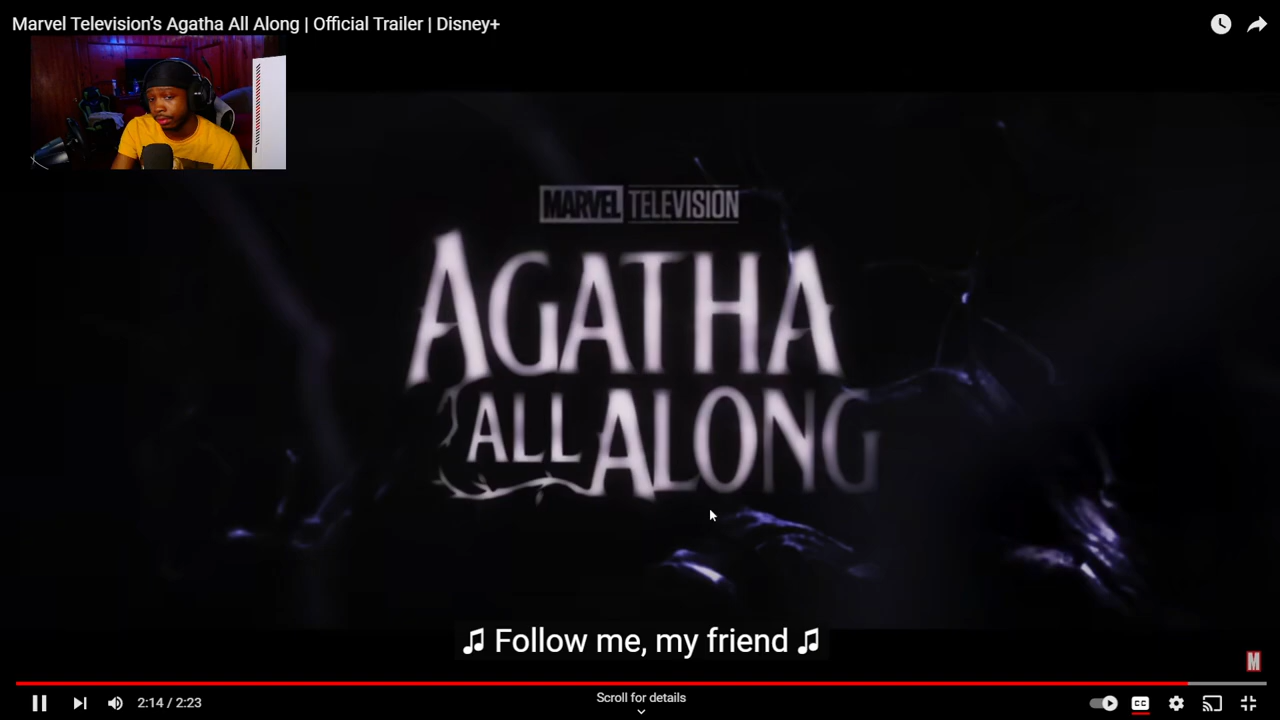 Marvel Television's Agatha All Along | Official Trailer | Disney+
MARVEL TELEVISION
AGATHA
ALL ALONG
♫ Follow me, my friend ♫
M
2:14 / 2:23
Scroll for details
CC